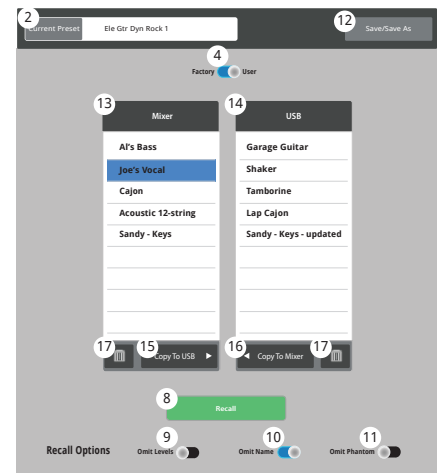 2
Current Preset Ele Gtr Dyn Rock 1
12
Save/Save As
4
Factory User
13
Mixer
Al's Bass
Joe's Vocal
Cajon
Acoustic 12-string
Sandy - Keys
14
USB
Garage Guitar
Shaker
Tamborine
Lap Cajon
Sandy - Keys - updated
17 15 16 17
Copy To USB Copy To Mixer
8
Recall
9 10 11
Recall Options Omit Levels Omit Name Omit Phantom